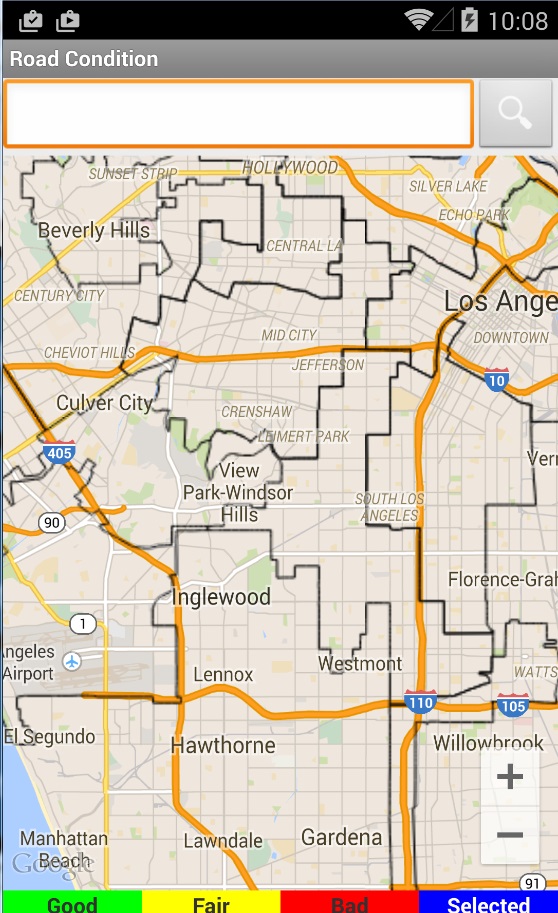 10:08
Road Condition
SUNSET STRIP
HOLLYWOOD
SILVER LAKE
ECHO PARK
Beverly Hills
CENTRAL LA
CENTURY CITY
Los Ange
DOWNTOWN
MID CITY
CHEVIOT HILLS
JEFFERSON
10
Culver City
CRENSHAW
LEIMERT PARK
405
Vern
View
Park-Windsor
Hills
SOUTH LOS
ANGELES
90
Florence-Grah
Inglewood
1
ngeles
Airport
Westmont
WATTS
Lennox
110
105
El Segundo
Hawthorne
Willowbrook
+
−
Manhattan
Beach
Lawndale
Gardena
Google
91
Good
Fair
Bad
Selected